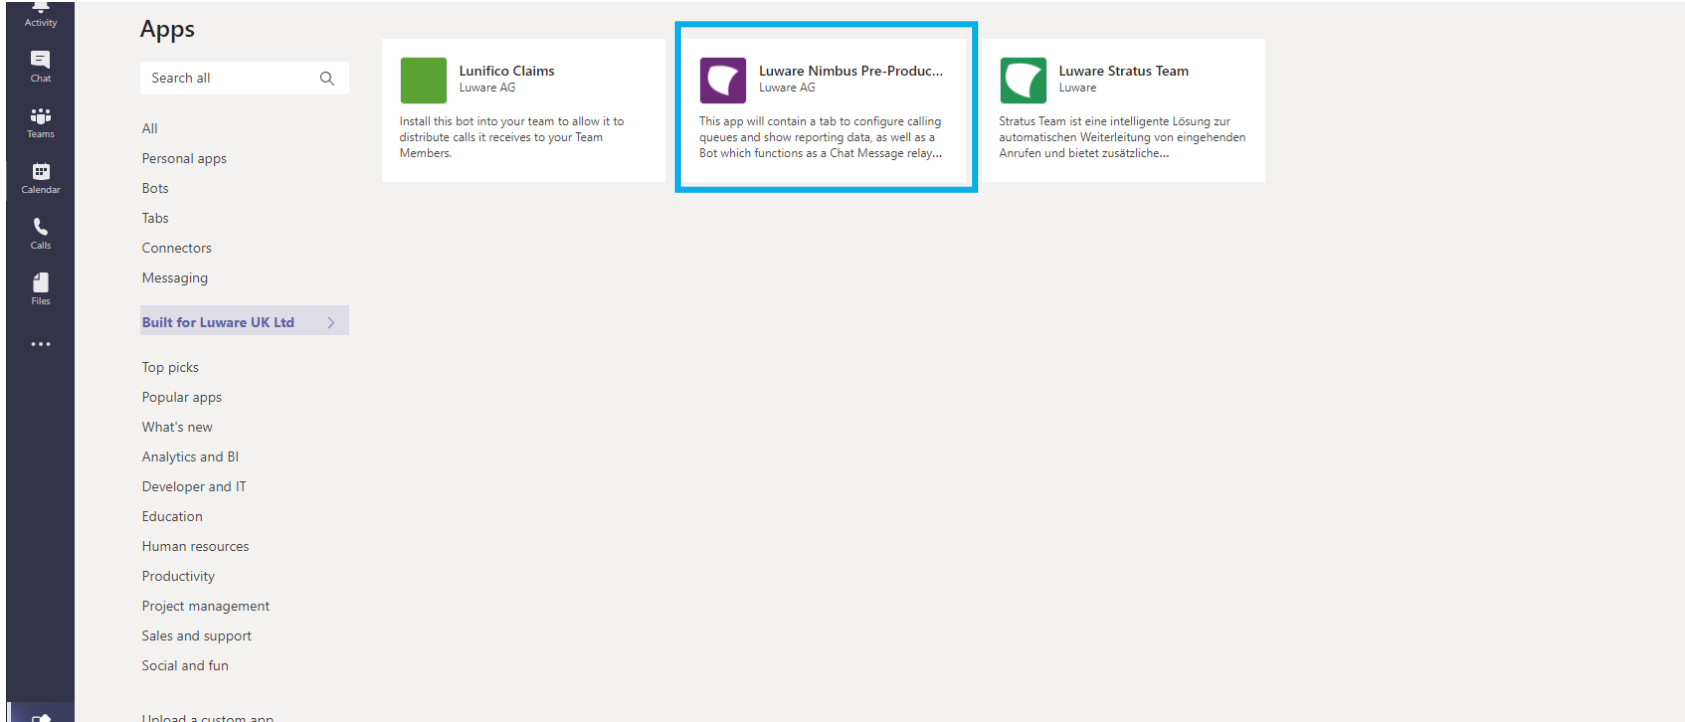 Activity
Chat
Teams
Calendar
Calls
Files
Apps
Search all
All
Personal apps
Bots
Tabs
Connectors
Messaging
Built for Luware UK Ltd
Top picks
Popular apps
What's new
Analytics and BI
Developer and IT
Education
Human resources
Productivity
Project management
Sales and support
Social and fun
Upload a custom app
Lunifico Claims
Luware AG
Install this bot into your team to allow it to
distribute calls it receives to your Team
Members.
Luware Nimbus Pre-Produc...
Luware AG
This app will contain a tab to configure calling
queues and show reporting data, as well as a
Bot which functions as a Chat Message relay...
Luware Stratus Team
Luware
Stratus Team ist eine intelligente Lösung zur
automatischen Weiterleitung von eingehenden
Anrufen und bietet zusätzliche...